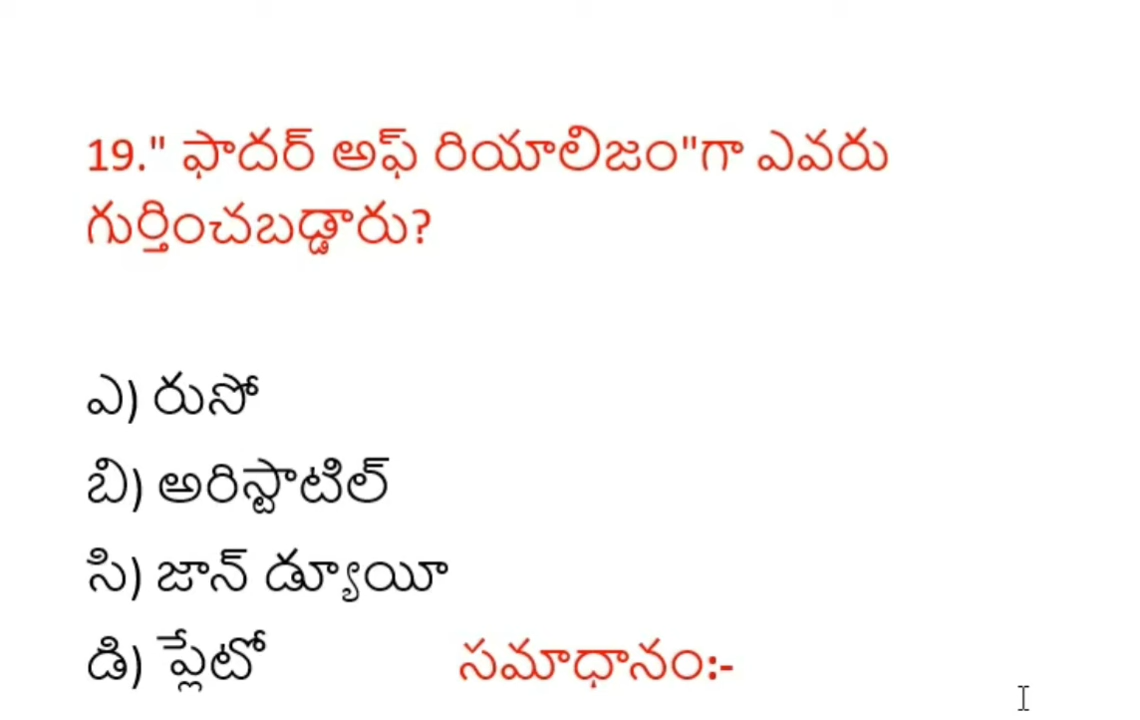 19." ఫాదర్ అఫ్ రియాలిజం"గా ఎవరు
గుర్తించబడ్డారు?
ఎ) రుసో
బి) అరిస్టాటిల్
సి) జాన్ డ్యూయీ
డి) ప్లేటో సమాధానం:-